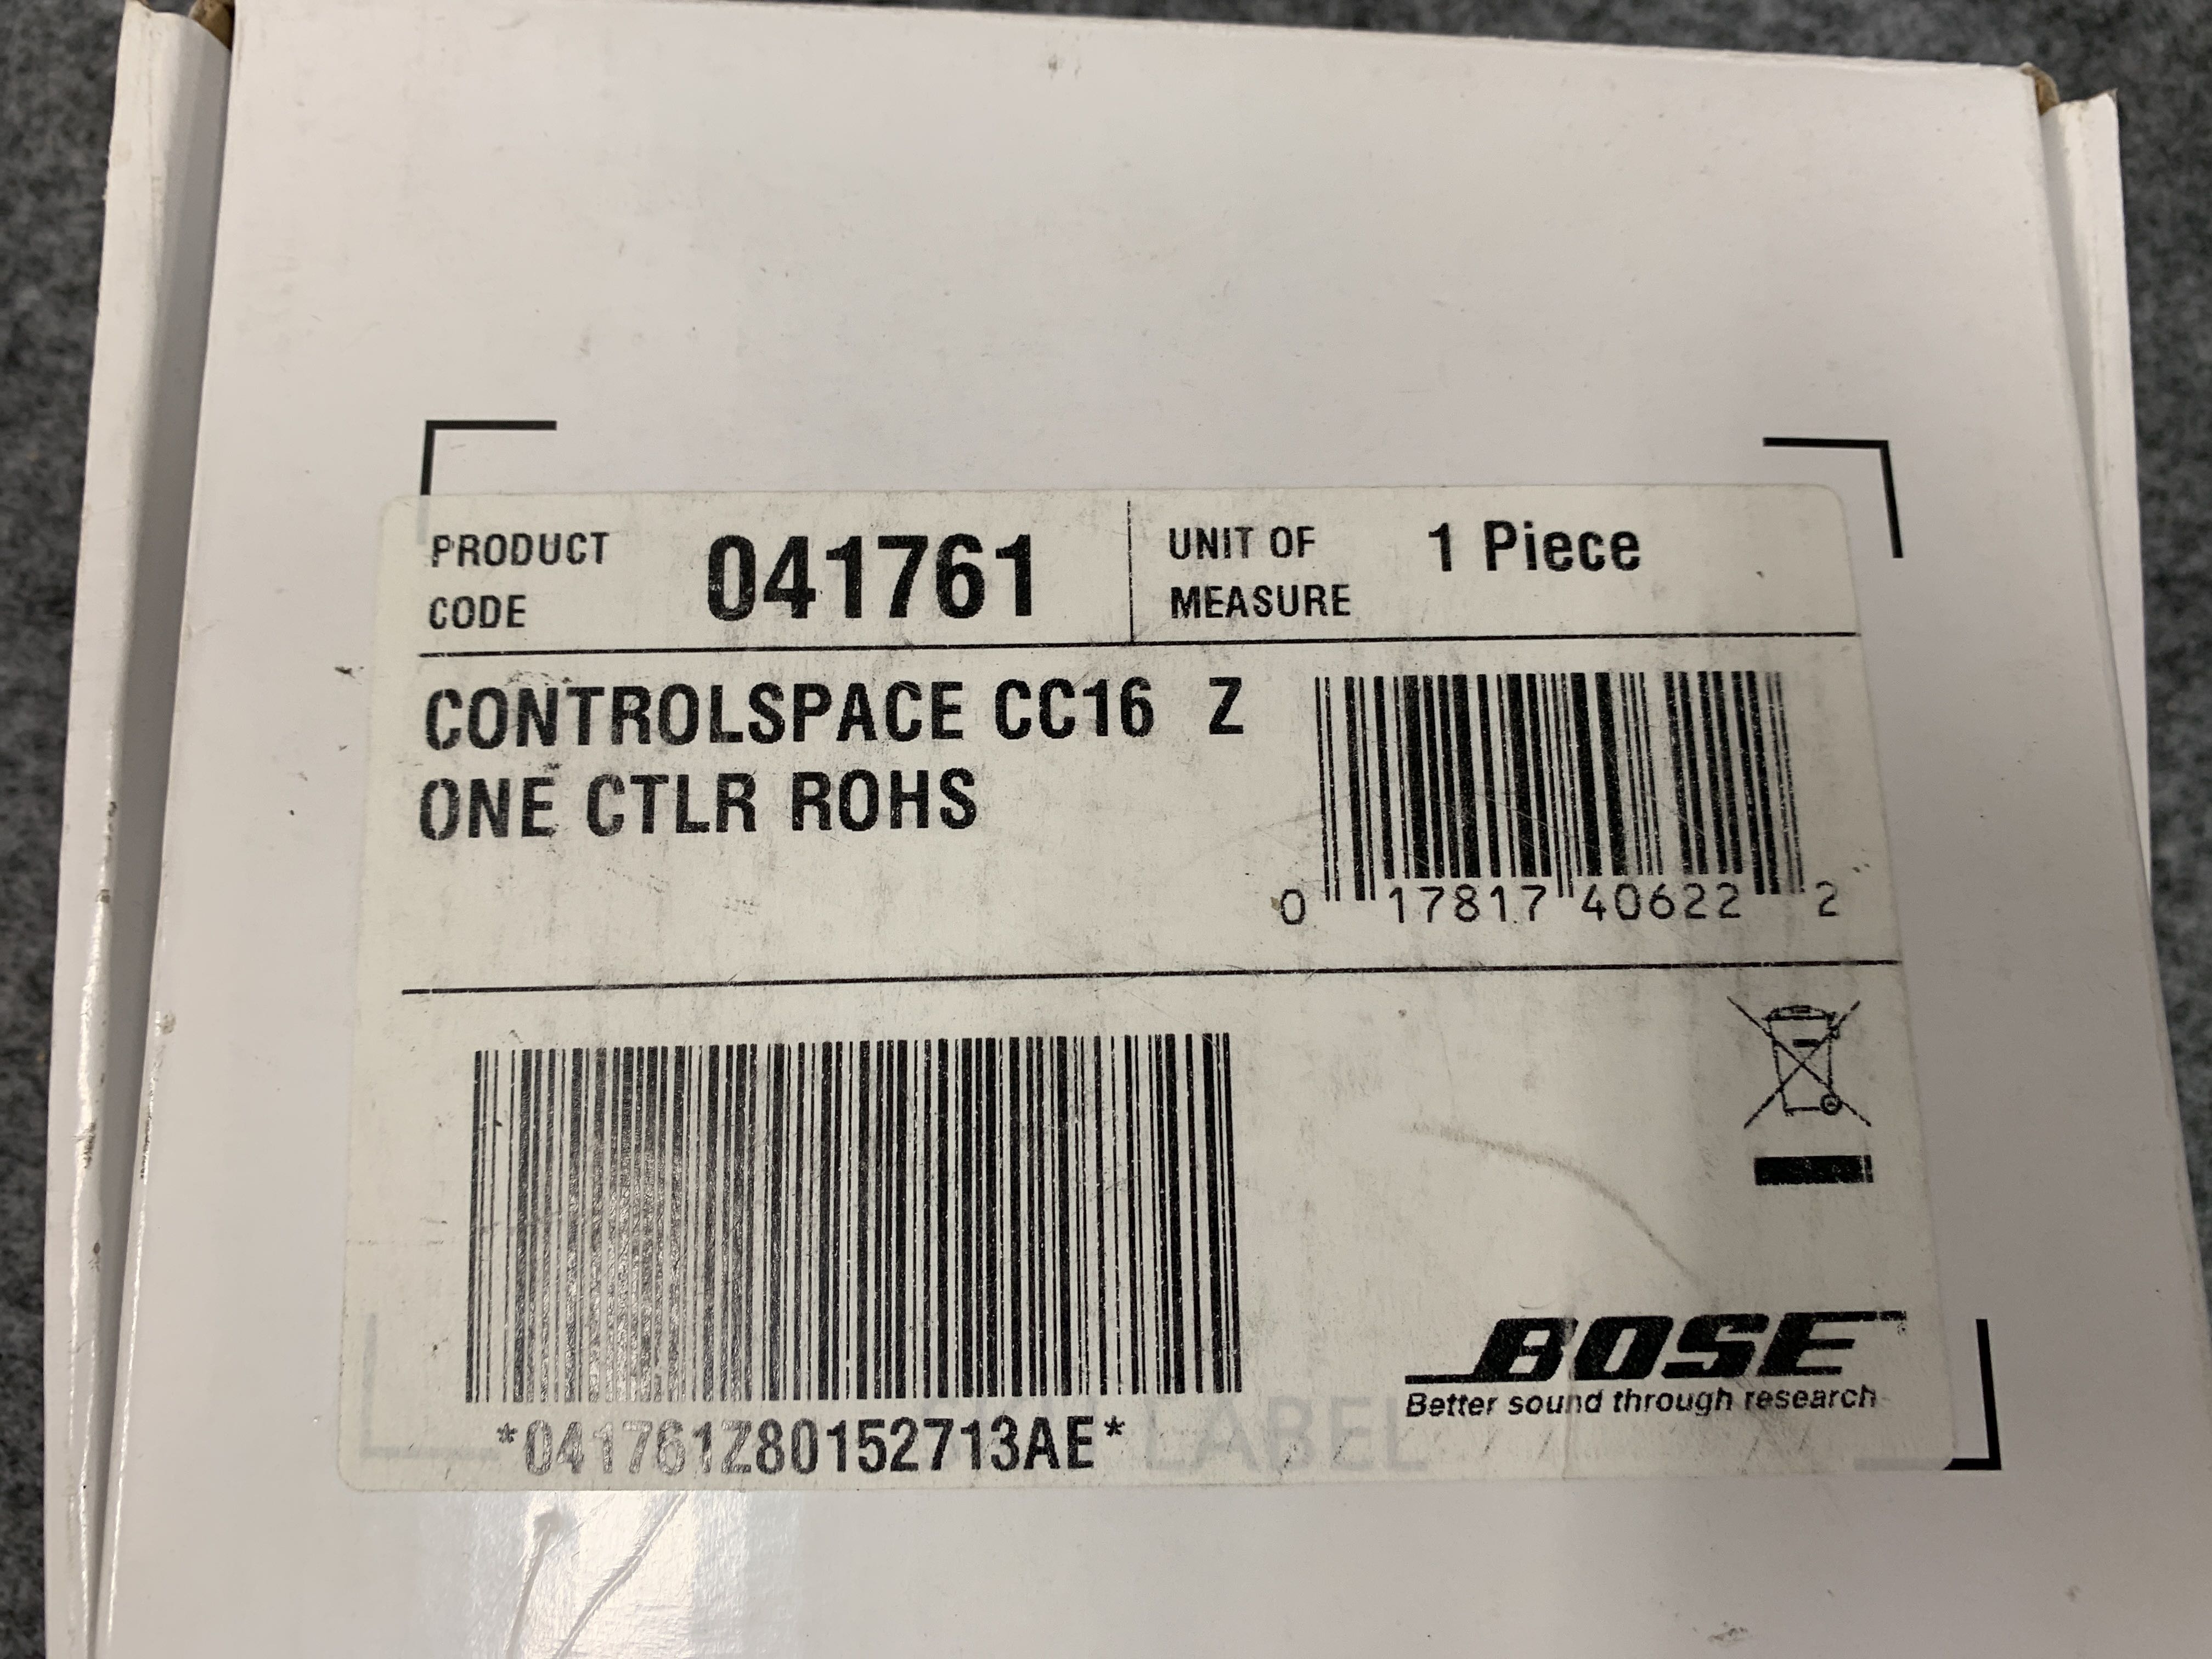 PRODUCT CODE
041761
UNIT OF MEASURE
1 Piece
CONTROLSPACE CC16 Z
ONE CTLR ROHS
0 17817 40622 2
*041761Z80152713AE*
LABEL
BOSE
Better sound through research